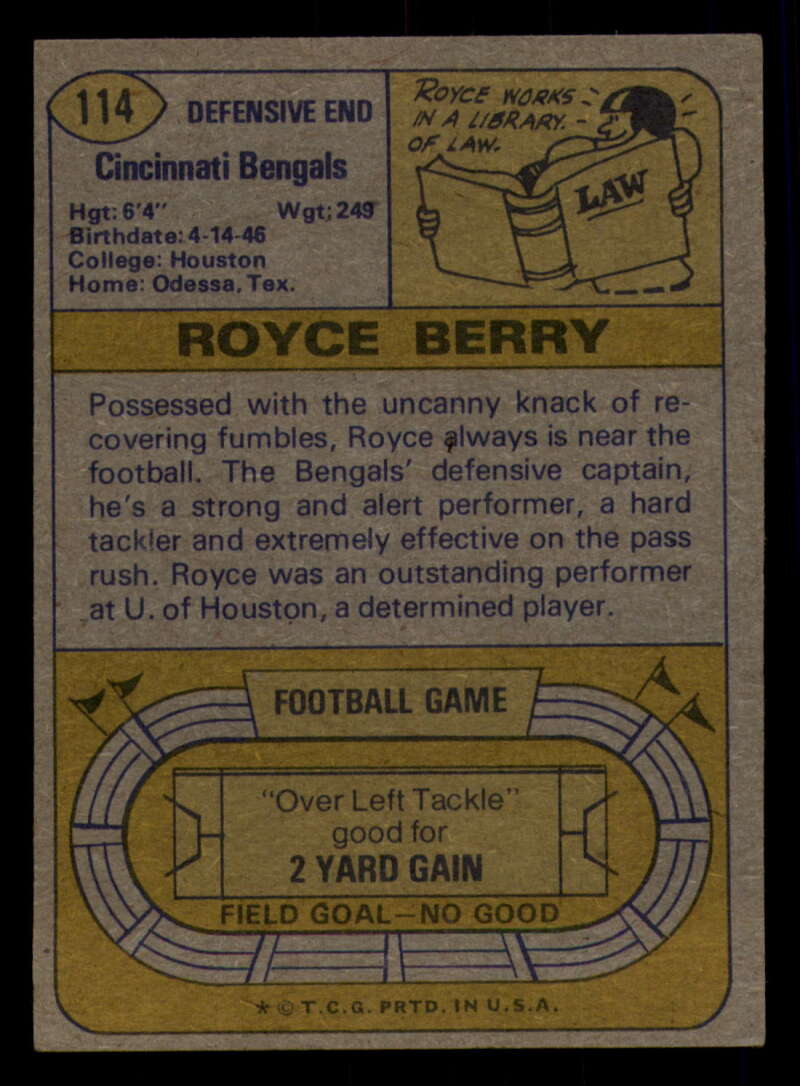 114
DEFENSIVE END
Cincinnati Bengals
Hgt: 6'4" Wgt: 249
Birthdate: 4-14-46
College: Houston
Home: Odessa, Tex.
ROYCE WORKS
IN A LIBRARY
OF LAW.
LAW
ROYCE BERRY
Possessed with the uncanny knack of re-
covering fumbles, Royce always is near the
football. The Bengals' defensive captain,
he's a strong and alert performer, a hard
tackler and extremely effective on the pass
rush. Royce was an outstanding performer
at U. of Houston, a determined player.
FOOTBALL GAME
"Over Left Tackle"
good for
2 YARD GAIN
FIELD GOAL—NO GOOD
* © T.C.G. PRTD. IN U.S.A.